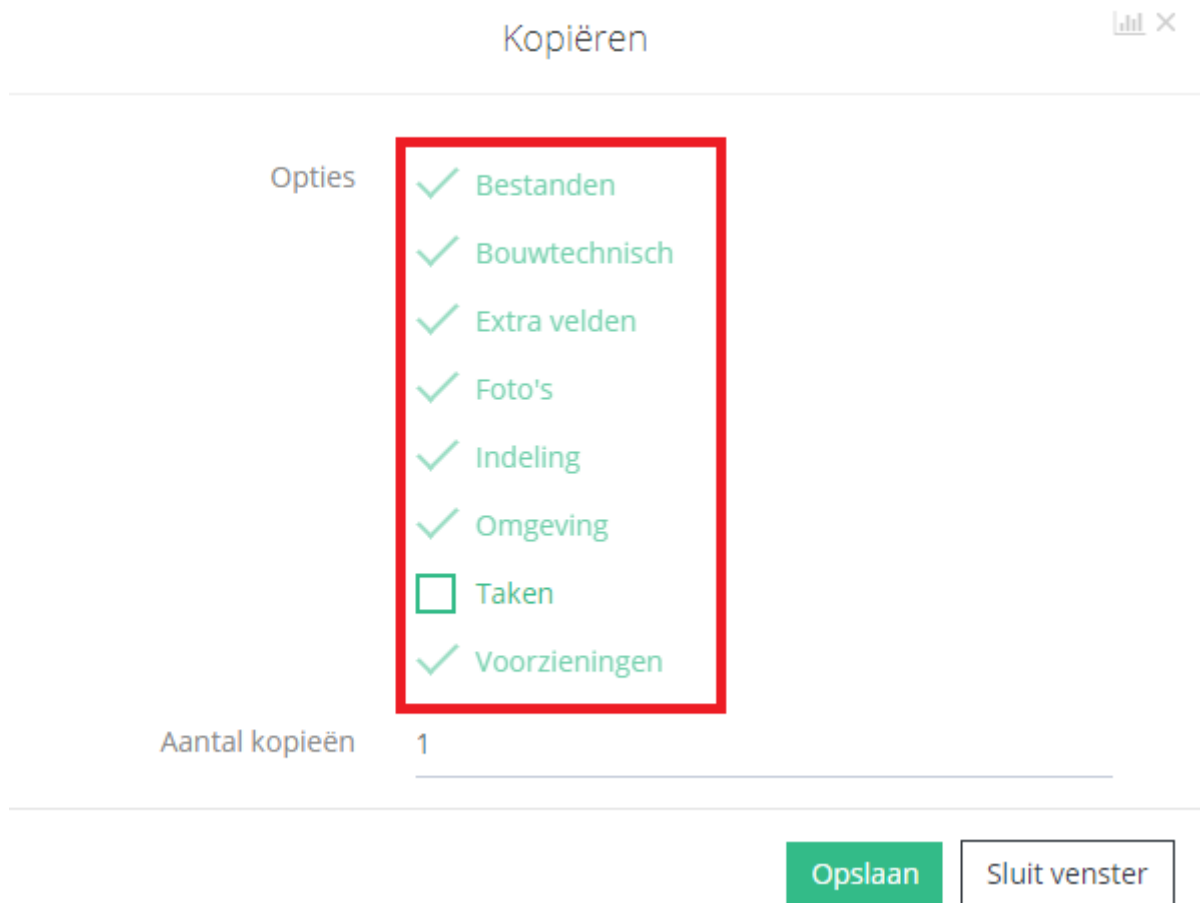 Kopiëren
Opties
Bestanden
Bouwtechnisch
Extra velden
Foto's
Indeling
Omgeving
Taken
Voorzieningen
Aantal kopieën 1
Opslaan Sluit venster